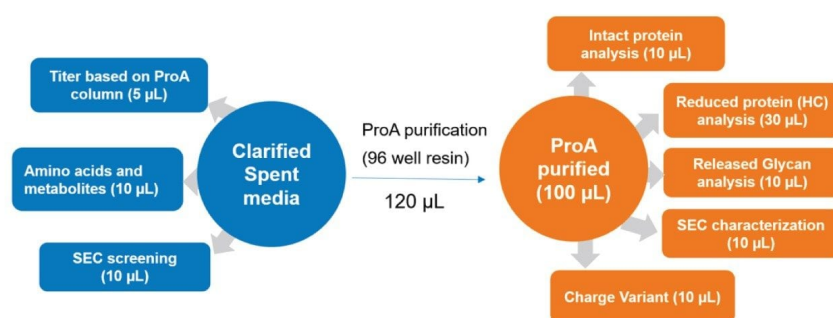 Titer based on ProA
column (5 µL)
Amino acids and
metabolites (10 µL)
SEC screening
(10 µL)
Clarified
Spent
media
ProA purification
(96 well resin)
120 µL
ProA
purified
(100 µL)
Intact protein
analysis (10 µL)
Reduced protein (HC)
analysis (30 µL)
Released Glycan
analysis (10 µL)
SEC characterization
(10 µL)
Charge Variant (10 µL)